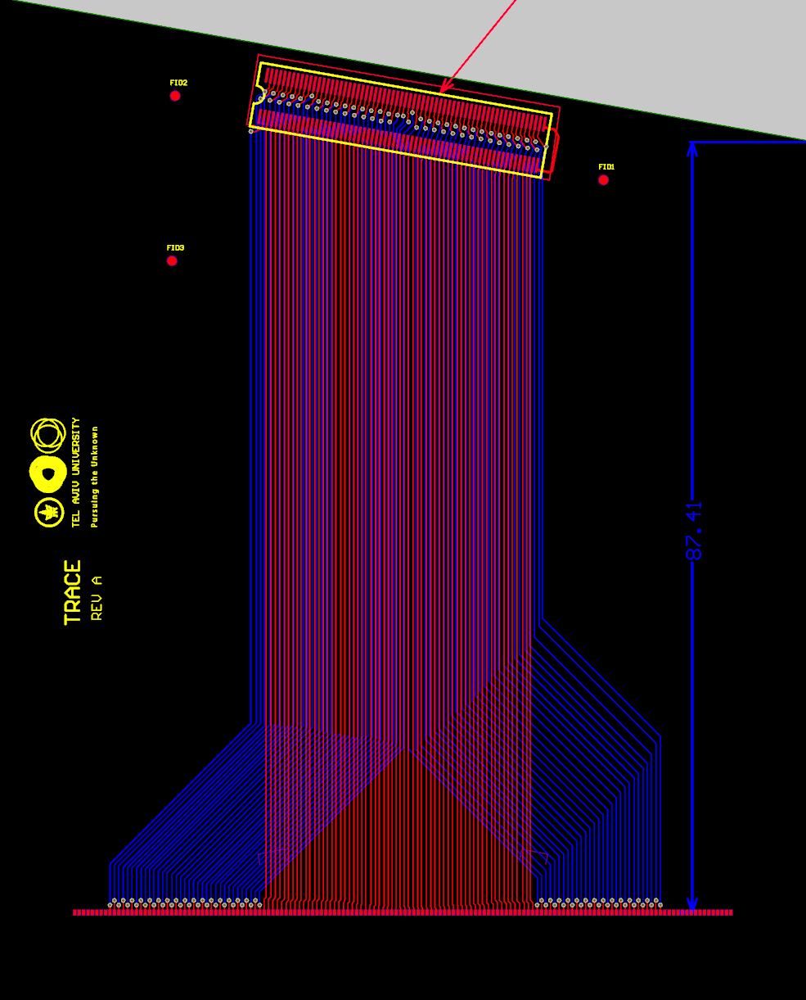 FID2
FID1
FID3
TEL AVIV UNIVERSITY
Pursuing the Unknown
87.41
TRACE
REV A